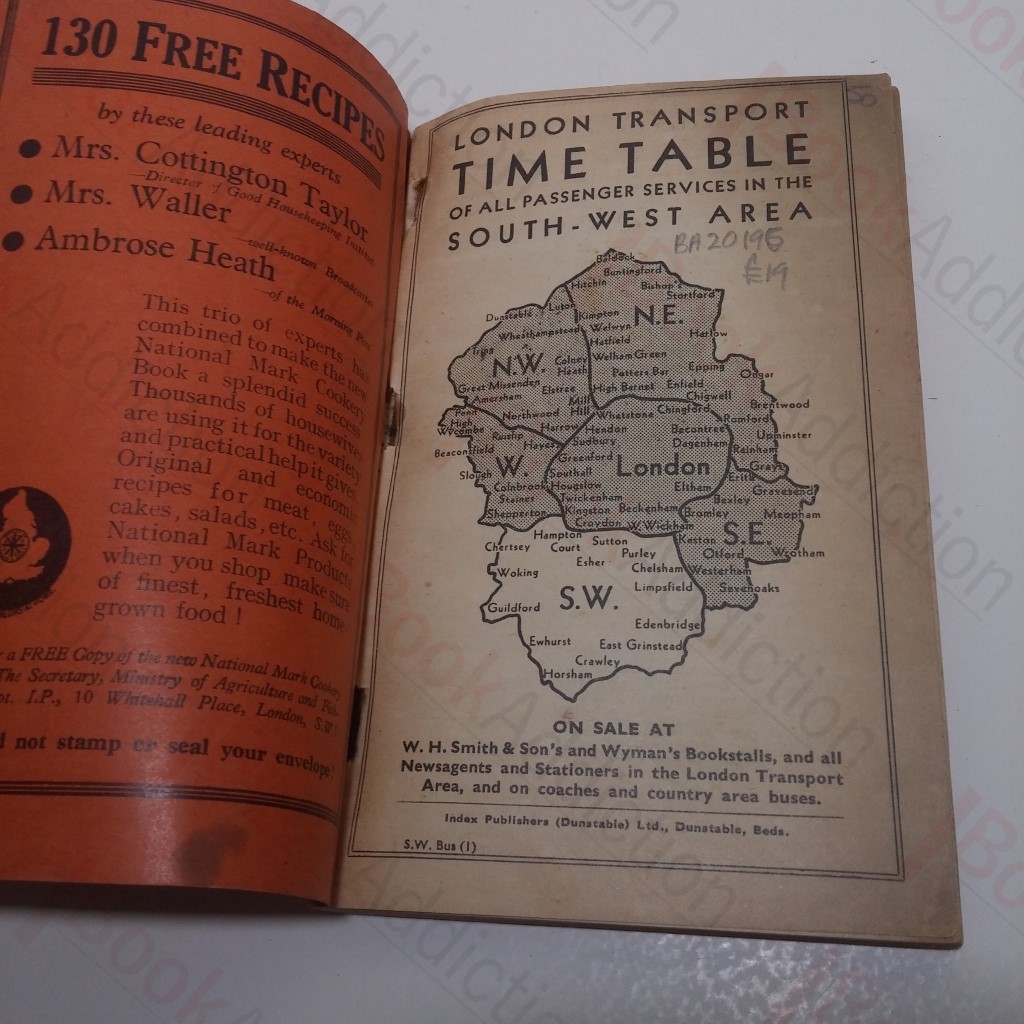 130 FREE RECIPES
by these leading experts
● Mrs. Cottington Taylor
—Director of Good Housekeeping Institute
● Mrs. Waller
—well-known Broadcaster
● Ambrose Heath
—of the Morning Post
This trio of experts has
combined to make the new
National Mark Cookery
Book a splendid success
Thousands of housewives
are using it for the variety
and practical help it gives.
Original and economic
recipes for meat, eggs,
cakes, salads, etc. Ask for
National Mark Products
when you shop make sure
of finest, freshest home-
grown food !
a FREE Copy of the new National Mark Cookery
The Secretary, Ministry of Agriculture and Fish.
I.P., 10 Whitehall Place, London, S.W.1
not stamp or seal your envelope!
50
LONDON TRANSPORT
TIME TABLE
OF ALL PASSENGER SERVICES IN THE
SOUTH-WEST AREA
BA20195
£19
Baldock
Buntingford
Hitchin
Bishop
Stortford
Dunstable
Luton
Kimpton
N.E.
Wheathampstead
Welwyn
Hatfield
Harlow
Tring
N.W.
Colney
Heath
Welham Green
Potters Bar
Epping
Ongar
Great Missenden
Elstree
High Barnet
Enfield
Amersham
Mill
Hill
Chigwell
Brentwood
Penn
Northwood
Whetstone
Chingford
High
Wycombe
Harrow
Hendon
Becontree
Romford
Ruislip
Sudbury
Dagenham
Upminster
Beaconsfield
Hayes
Greenford
Rainham
Slough
W.
Southall
London
Erith
Grays
Colnbrook
Hounslow
Eltham
Gravesend
Staines
Twickenham
Bexley
Shepperton
Kingston
Beckenham
Bromley
Meopham
Croydon
W. Wickham
S.E.
Hampton
Court
Sutton
Keston
Chertsey
Purley
Otford
Wrotham
Esher
Chelsham
Westerham
Woking
Limpsfield
Sevenoaks
S.W.
Guildford
Edenbridge
Ewhurst
East Grinstead
Crawley
Horsham
ON SALE AT
W. H. Smith & Son's and Wyman's Bookstalls, and all
Newsagents and Stationers in the London Transport
Area, and on coaches and country area buses.
Index Publishers (Dunstable) Ltd., Dunstable, Beds.
S.W. Bus (1)